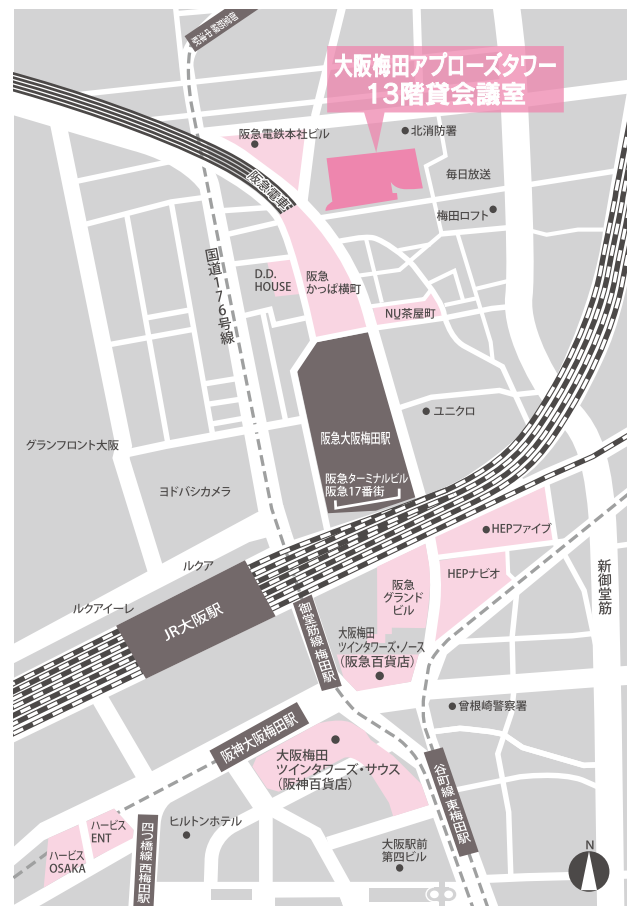 御堂筋線 中津駅
大阪梅田アプローズタワー
13階貸会議室
阪急電鉄本社ビル
北消防署
阪急電車
毎日放送
梅田ロフト
国道176号線
D.D.
HOUSE
阪急
かっぱ横町
NU茶屋町
ユニクロ
阪急大阪梅田駅
グランフロント大阪
阪急ターミナルビル
阪急17番街
ヨドバシカメラ
HEPファイブ
ルクア
HEPナビオ
新御堂筋
阪急
グランド
ビル
ルクアイーレ
JR大阪駅
御堂筋線 梅田駅
大阪梅田
ツインタワーズ・ノース
(阪急百貨店)
曾根崎警察署
阪神大阪梅田駅
大阪梅田
ツインタワーズ・サウス
(阪神百貨店)
谷町線 東梅田駅
ハービス
ENT
四つ橋線 西梅田駅
ヒルトンホテル
ハービス
OSAKA
大阪駅前
第四ビル
N